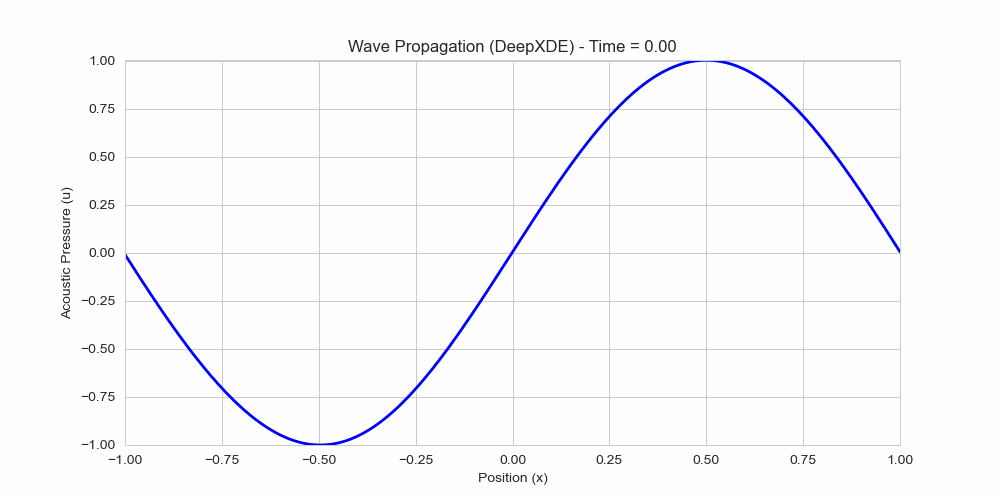 Wave Propagation (DeepXDE) - Time = 0.00
1.00
0.75
0.50
0.25
0.00
−0.25
−0.50
−0.75
−1.00
Acoustic Pressure (u)
−1.00 −0.75 −0.50 −0.25 0.00 0.25 0.50 0.75 1.00
Position (x)